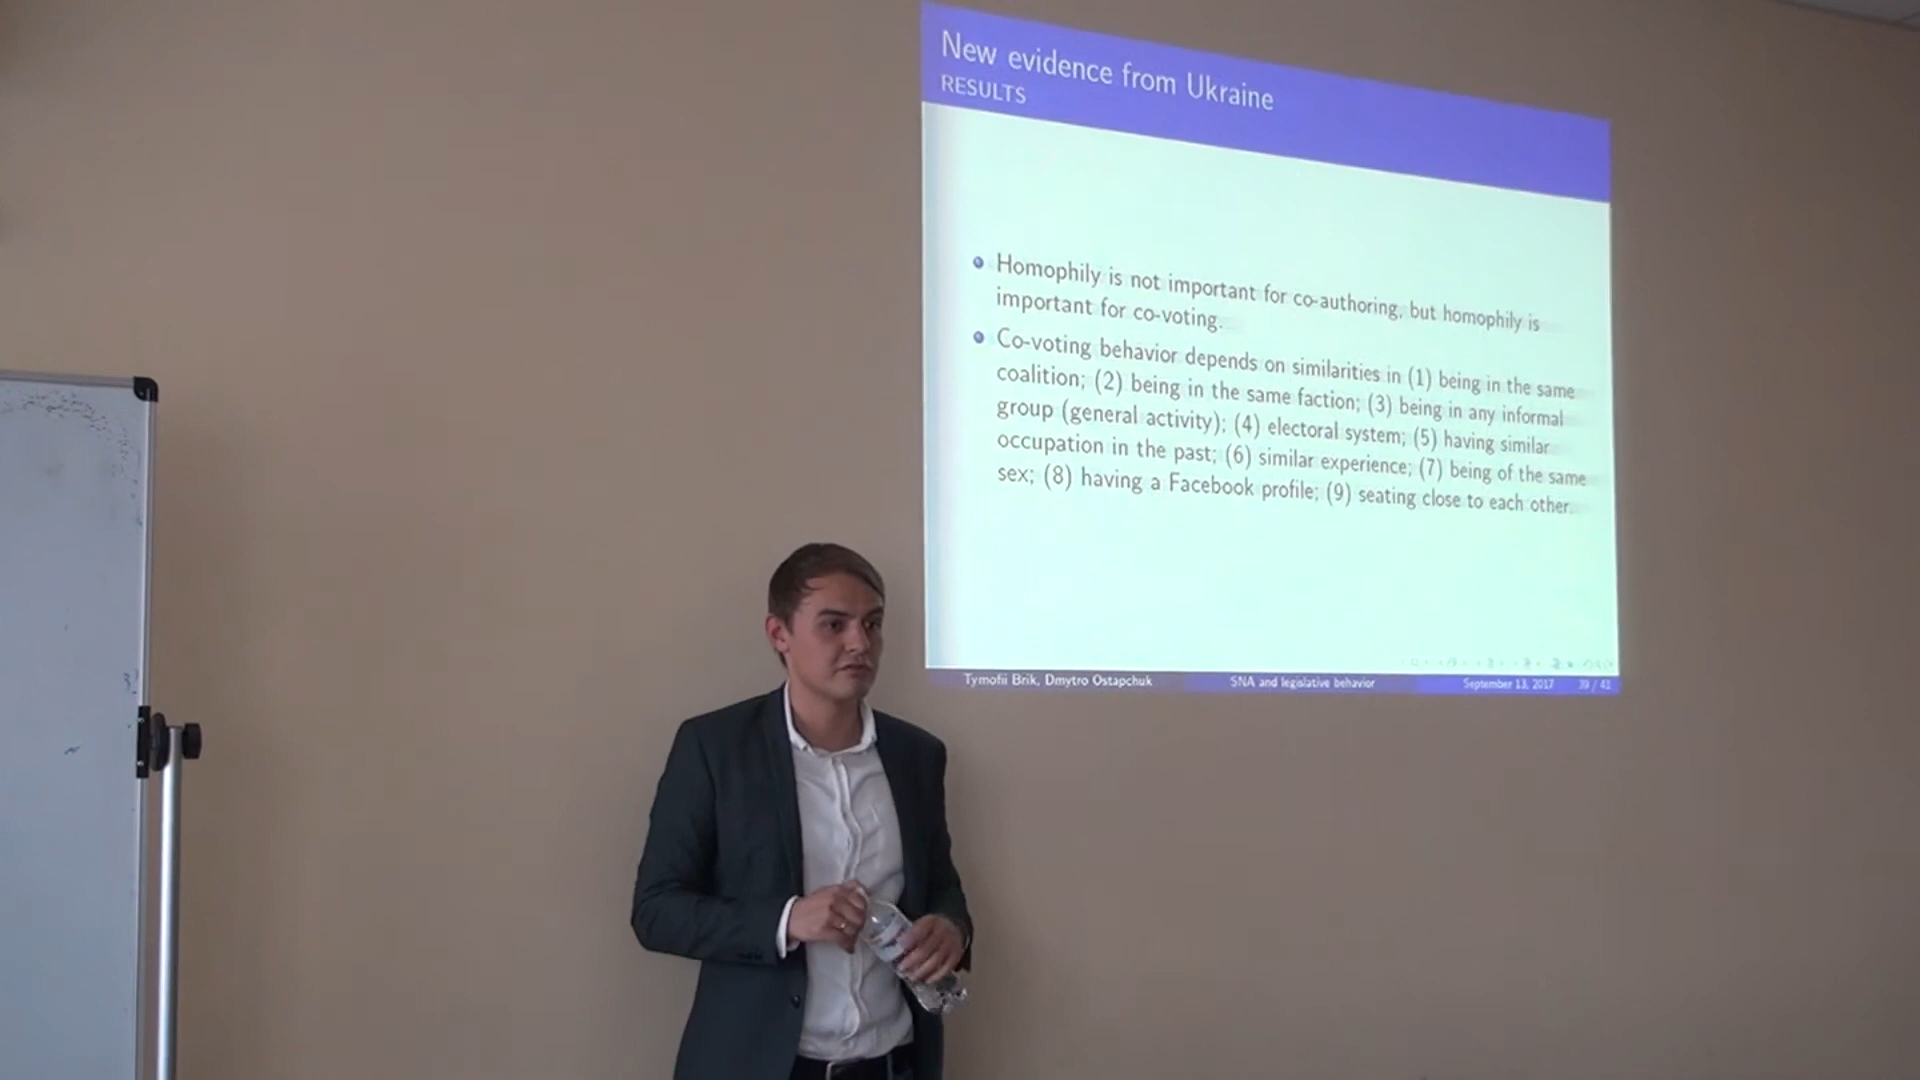 New evidence from Ukraine
RESULTS
Homophily is not important for co-authoring, but homophily is
important for co-voting.
Co-voting behavior depends on similarities in (1) being in the same
coalition; (2) being in the same faction; (3) being in any informal
group (general activity); (4) electoral system; (5) having similar
occupation in the past; (6) similar experience; (7) being of the same
sex; (8) having a Facebook profile; (9) seating close to each other.
Tymofii Brik, Dmytro Ostapchuk SNA and legislative behavior September 13, 2017 39 / 41